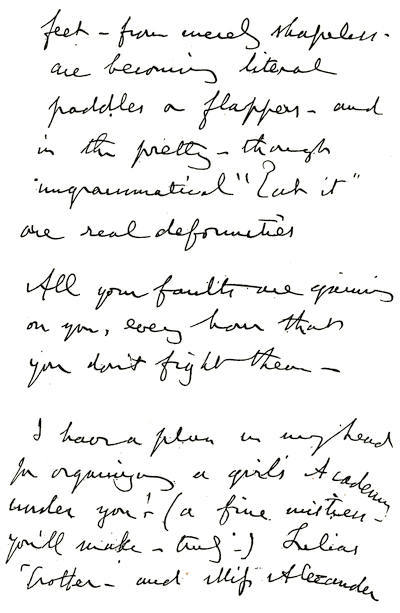 feet – from merely shapeless –
are becoming literal
paddles or flappers – and
in the pretty – though
ungrammatical "Eat it"
are real deformities
All your faults are gaining
on you, every hour that
you don't fight them –
I have a plan in my head
for organizing a girl's Academy
under you! – (a fine mistress –
you'll make – truly –) Lilias
Trotter – and Miss Alexander